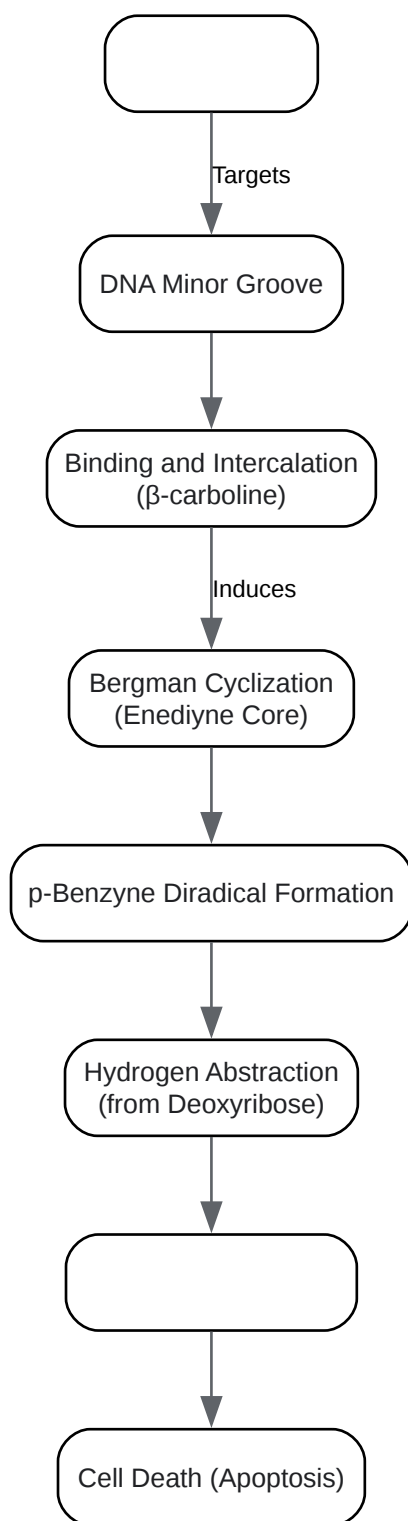 Targets
DNA Minor Groove
Binding and Intercalation
(β-carboline)
Induces
Bergman Cyclization
(Enediyne Core)
p-Benzyne Diradical Formation
Hydrogen Abstraction
(from Deoxyribose)
Cell Death (Apoptosis)